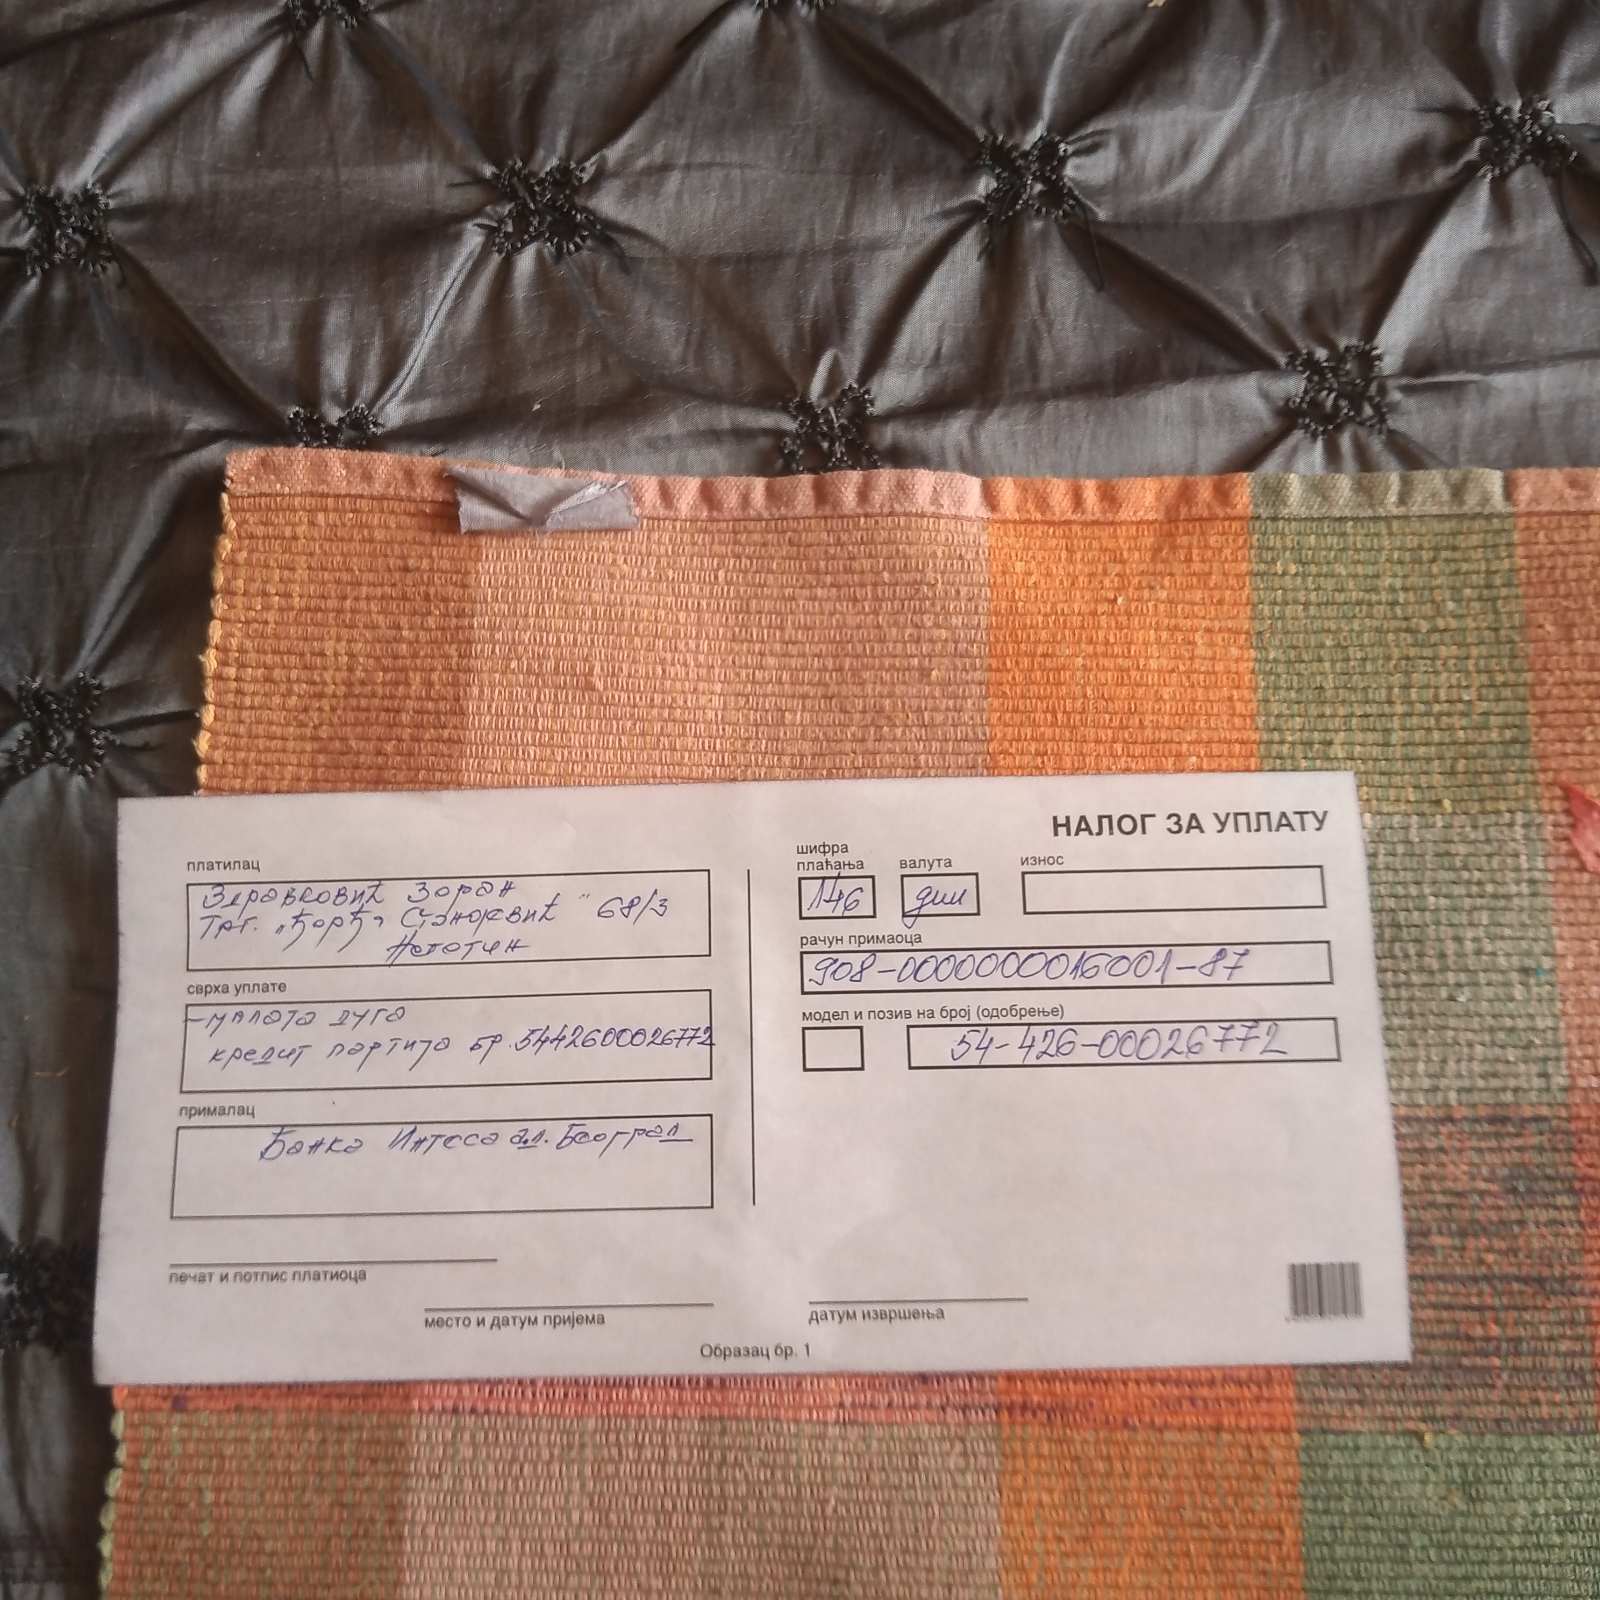 НАЛОГ ЗА УПЛАТУ
платилац
Здравковић Зоран
Трг. "Ђорђа Станојевић" 68/3
Неготин
сврха уплате
-уплата дуга
кредит партија бр. 5442600026772
прималац
Банка Интеса а.д. Београд
печат и потпис платиоца
место и датум пријема
шифра
плаћања
валута
износ
146
дин
рачун примаоца
908-0000000016001-87
модел и позив на број (одобрење)
54-426-00026772
датум извршења
Образац бр. 1